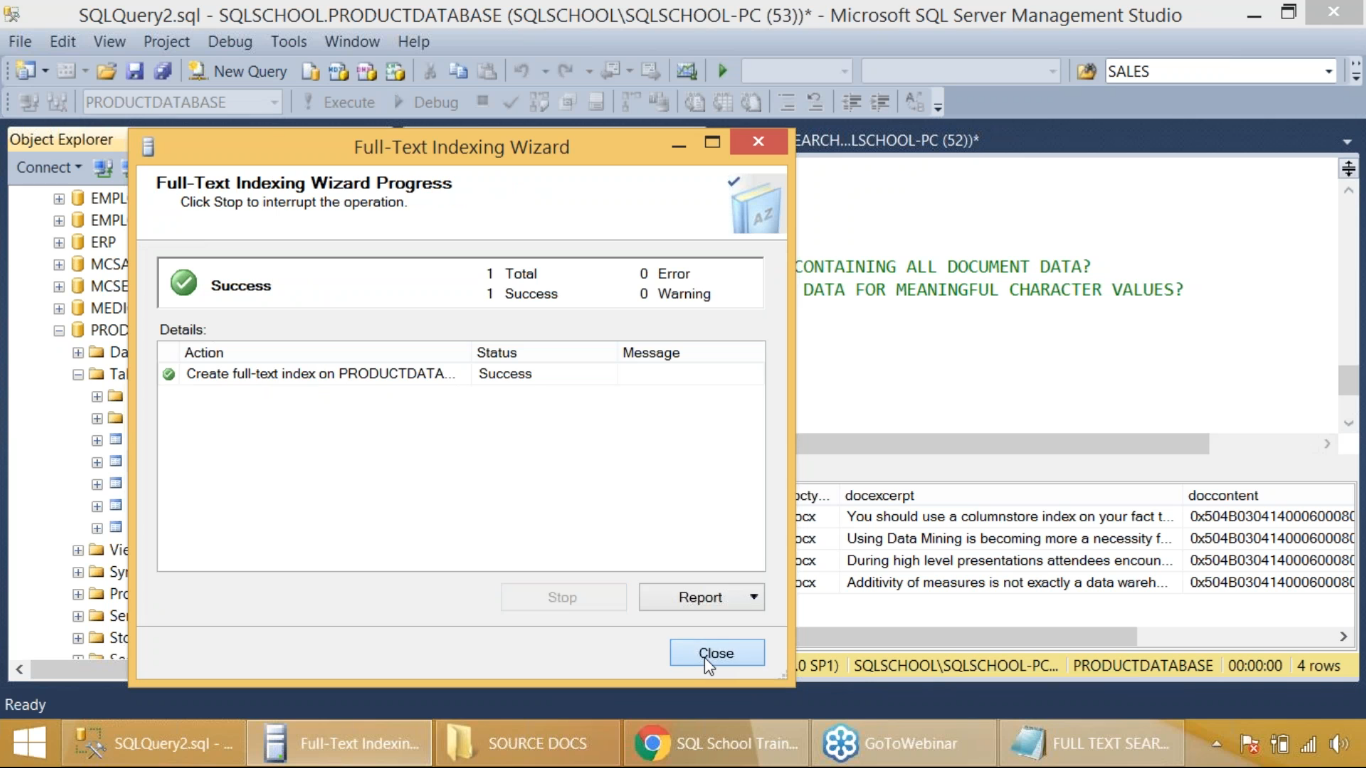 SQLQuery2.sql - SQLSCHOOL.PRODUCTDATABASE (SQLSCHOOL\SQLSCHOOL-PC (53))* - Microsoft SQL Server Management Studio
File Edit View Project Debug Tools Window Help
New Query SALES
PRODUCTDATABASE Execute Debug
Object Explorer
EARCH...LSCHOOL-PC (52))*
Connect
EMPL
EMPL
ERP
MCSA
MCSE
MEDI
PROD
Da
Tal
Vie
Syr
Pro
Ser
Sto
Full-Text Indexing Wizard
Full-Text Indexing Wizard Progress
Click Stop to interrupt the operation.
Success
1 Total 0 Error
1 Success 0 Warning
Details:
Action Status Message
Create full-text index on PRODUCTDATA... Success
Stop Report
Close
CONTAINING ALL DOCUMENT DATA?
DATA FOR MEANINGFUL CHARACTER VALUES?
octy... docexcerpt doccontent
ocx You should use a columnstore index on your fact t... 0x504B03041400060008
ocx Using Data Mining is becoming more a necessity f... 0x504B03041400060008
ocx During high level presentations attendees encoun... 0x504B03041400060008
ocx Additivity of measures is not exactly a data wareh... 0x504B03041400060008
.0 SP1) SQLSCHOOL\SQLSCHOOL-PC... PRODUCTDATABASE 00:00:00 4 rows
Ready
SQLQuery2.sql - ... Full-Text Indexin... SOURCE DOCS SQL School Train... GoToWebinar FULL TEXT SEAR...